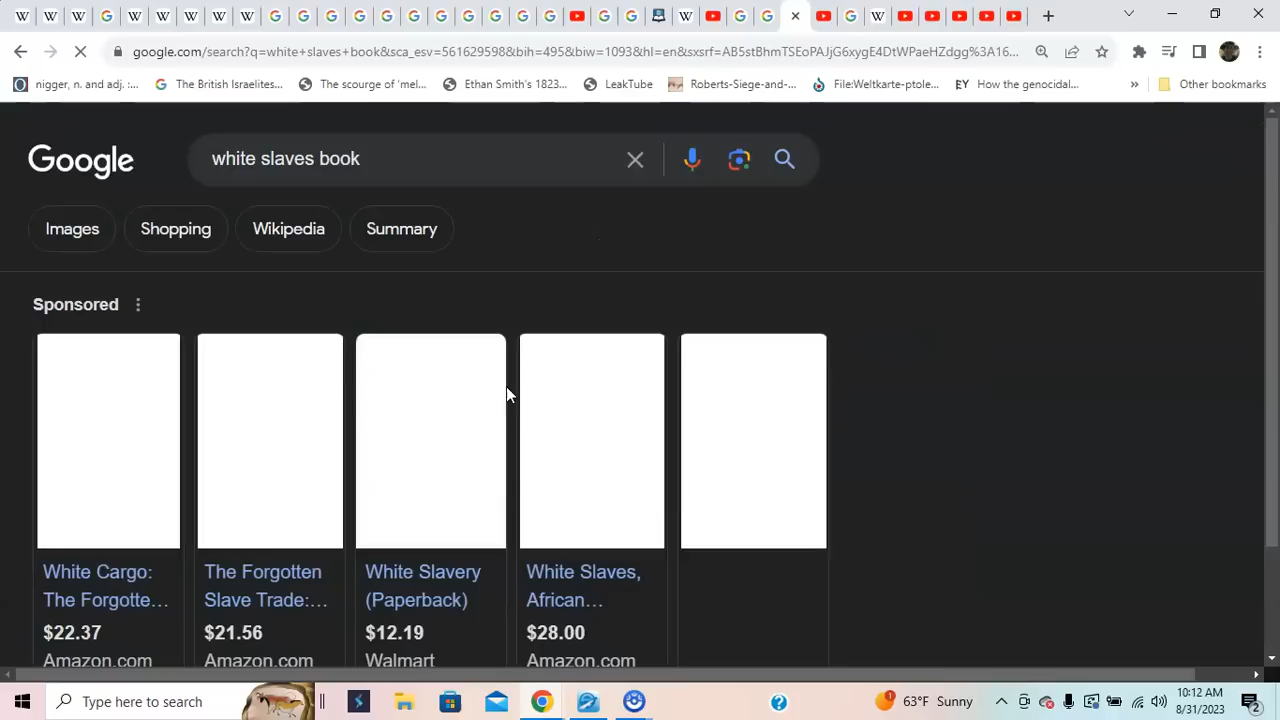 google.com/search?q=white+slaves+book&sca_esv=561629598&bih=495&biw=1093&hl=en&sxsrf=AB5stBhmTSEoPAJjG6xygE4DtWPaeHZdgg%3A16...
nigger, n. and adj. :... The British Israelites... The scourge of 'mel... Ethan Smith's 1823... LeakTube Roberts-Siege-and-... File:Weltkarte-ptole... EY How the genocidal... » Other bookmarks
Google white slaves book
Images Shopping Wikipedia Summary
Sponsored
White Cargo: The Forgotten White Slavery White Slaves,
The Forgotte... Slave Trade:... (Paperback) African...
$22.37 $21.56 $12.19 $28.00
Amazon.com Amazon.com Walmart Amazon.com
Type here to search 1 63°F Sunny 10:12 AM
8/31/2023 2